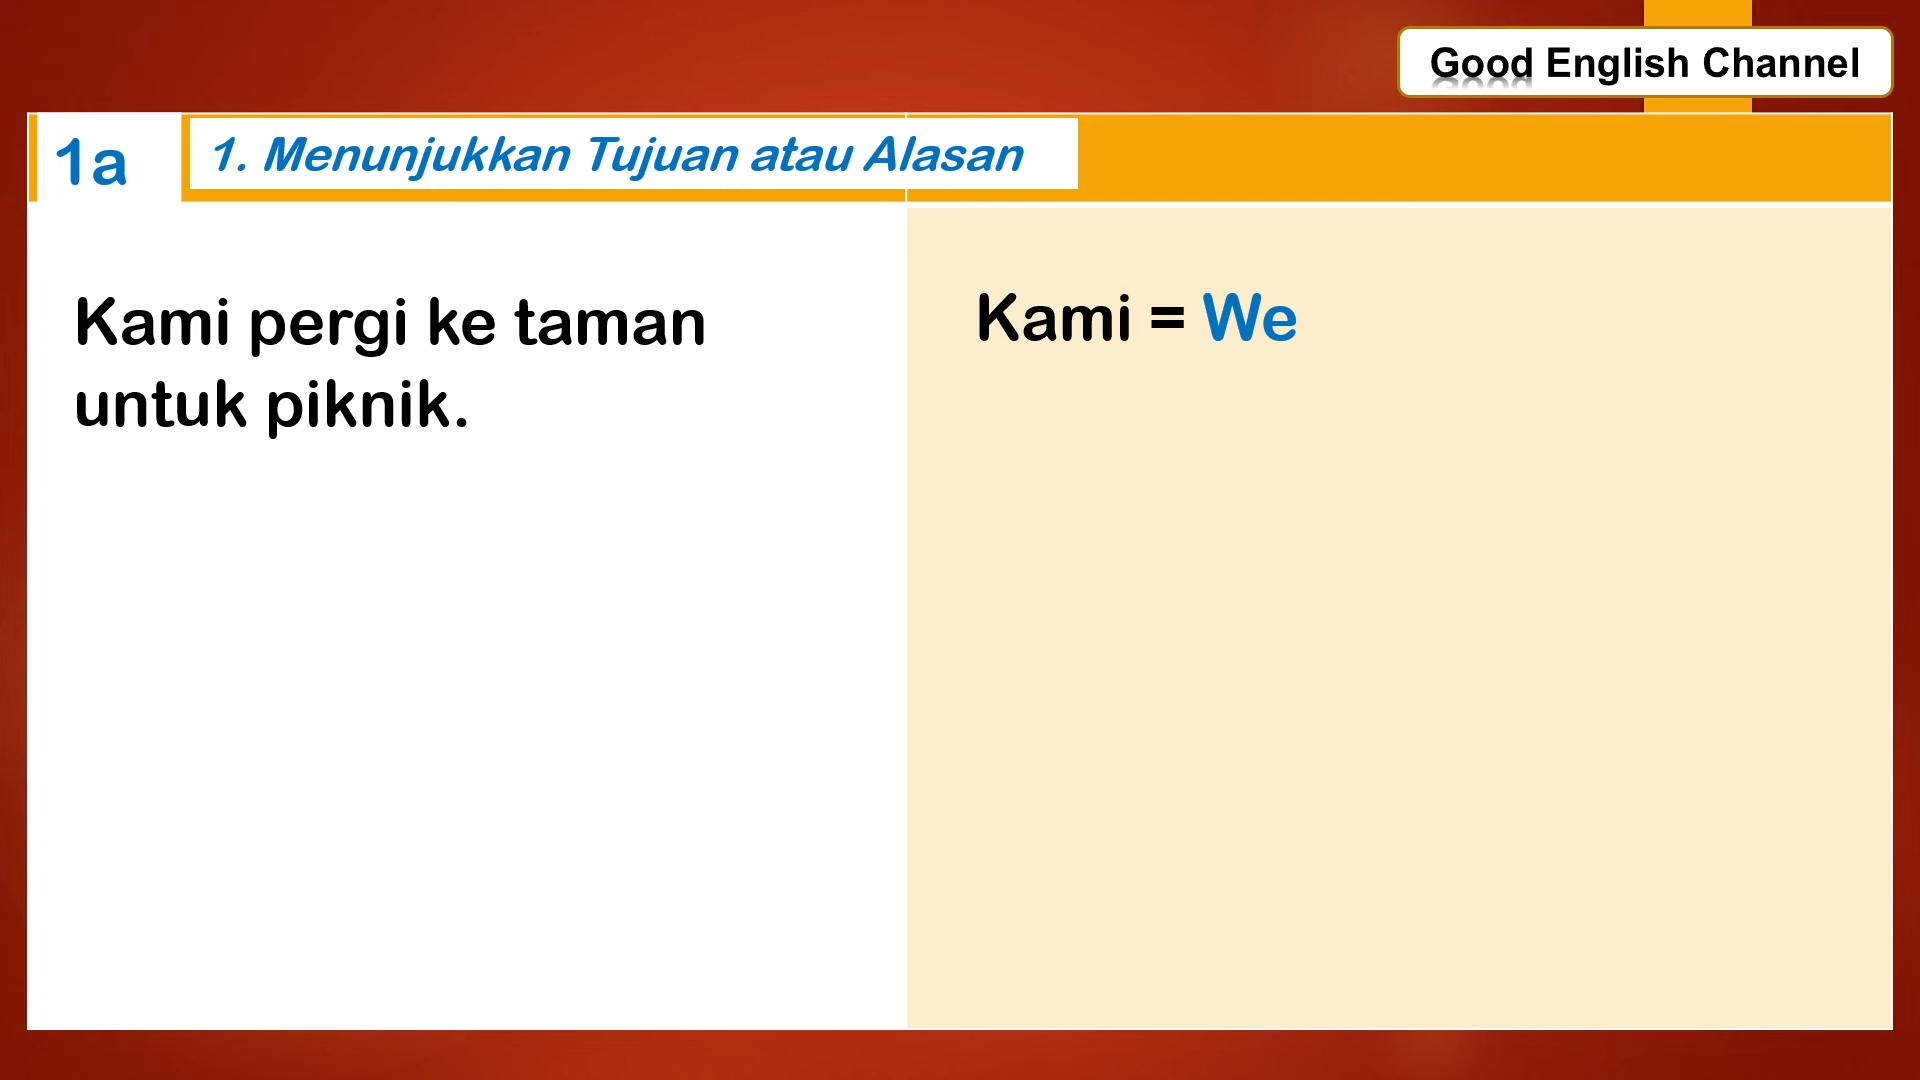 Good English Channel
1a
1. Menunjukkan Tujuan atau Alasan
Kami pergi ke taman
untuk piknik.
Kami = We